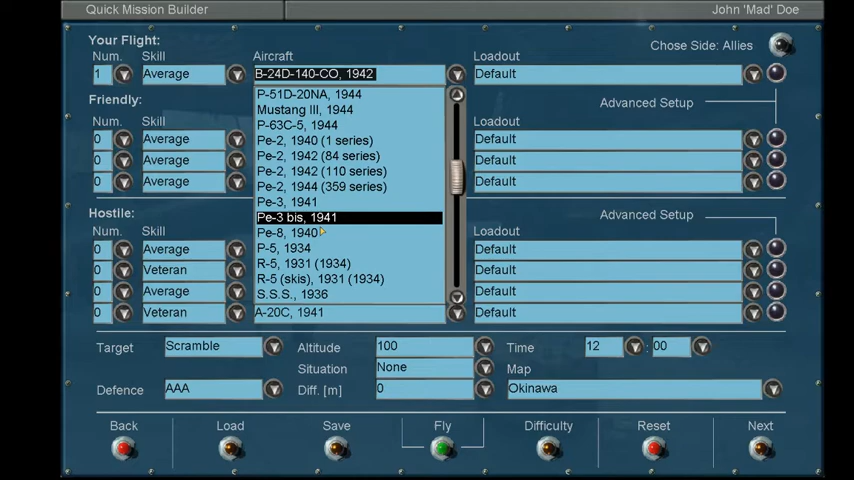 Quick Mission Builder
John 'Mad' Doe
Your Flight:
Num. Skill Aircraft Loadout Chose Side: Allies
1 Average B-24D-140-CO, 1942 Default
P-51D-20NA, 1944
Friendly: Mustang III, 1944 Advanced Setup
Num. Skill P-63C-5, 1944 Loadout
0 Average Pe-2, 1940 (1 series) Default
0 Average Pe-2, 1942 (84 series) Default
Pe-2, 1942 (110 series)
0 Average Pe-2, 1944 (359 series) Default
Pe-3, 1941
Hostile: Pe-3 bis, 1941 Advanced Setup
Num. Skill Pe-8, 1940 Loadout
0 Average P-5, 1934 Default
0 Veteran R-5, 1931 (1934) Default
R-5 (skis), 1931 (1934)
0 Average S.S.S., 1936 Default
0 Veteran A-20C, 1941 Default
Target Scramble Altitude 100 Time 12 : 00
Situation None Map
Defence AAA Diff. [m] 0 Okinawa
Back Load Save Fly Difficulty Reset Next